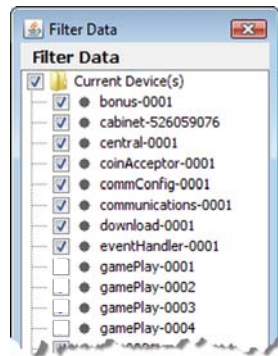 Filter Data
Filter Data
Current Device(s)
bonus-0001
cabinet-526059076
central-0001
coinAcceptor-0001
commConfig-0001
communications-0001
download-0001
eventHandler-0001
gamePlay-0001
gamePlay-0002
gamePlay-0003
gamePlay-0004